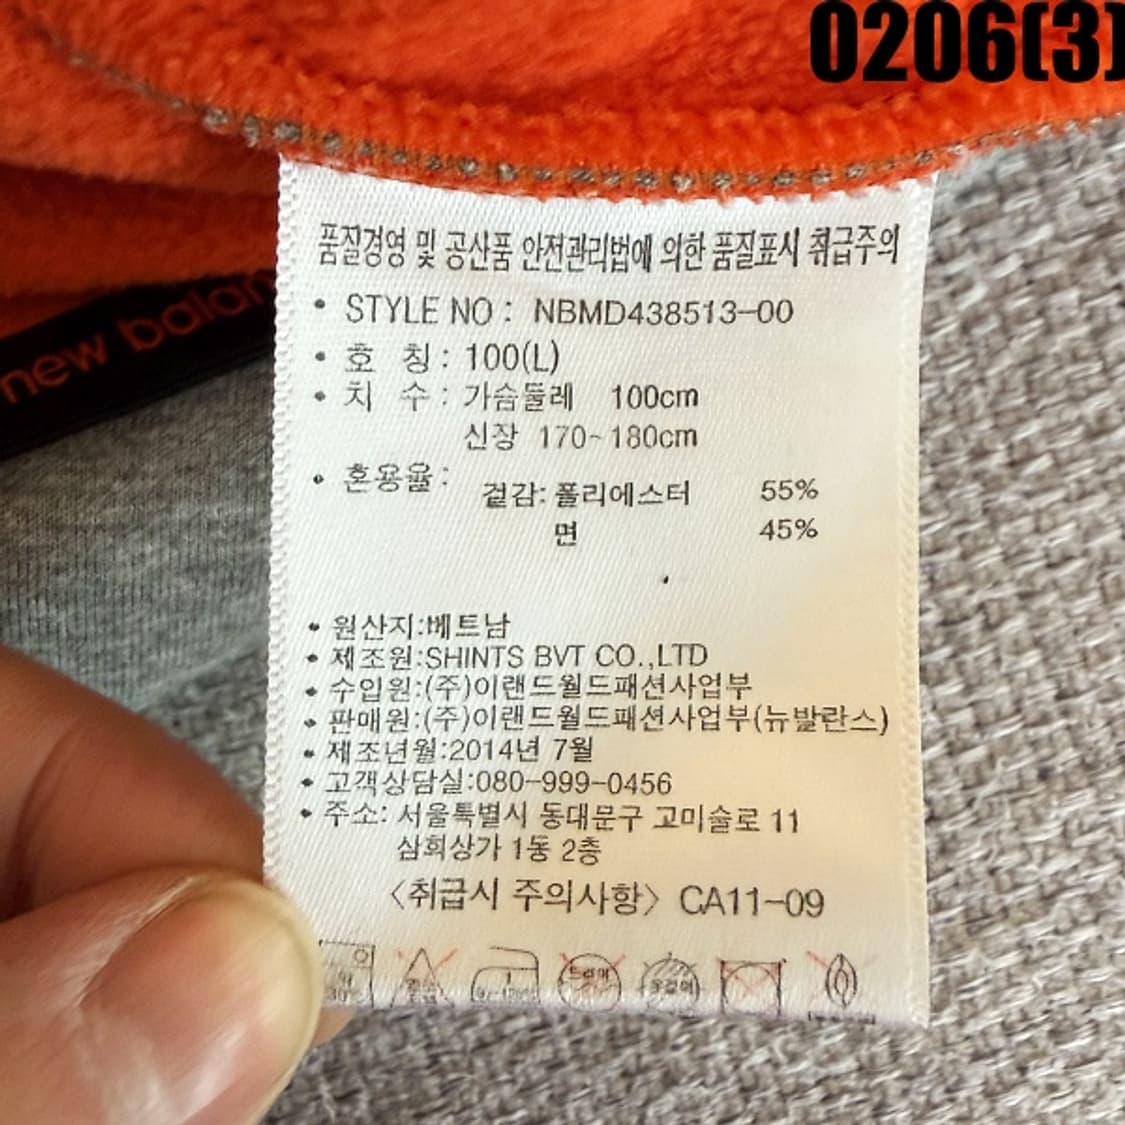 0206(3)
품질경영 및 공산품 안전관리법에 의한 품질표시 취급주의
• STYLE NO : NBMD438513-00
• 호 칭 : 100(L)
• 치 수 : 가슴둘레 100cm
신장 170~180cm
• 혼용율 :
겉감: 폴리에스터 55%
면 45%
new balan
• 원산지:베트남
• 제조원:SHINTS BVT CO.,LTD
• 수입원:(주)이랜드월드패션사업부
• 판매원:(주)이랜드월드패션사업부(뉴발란스)
• 제조년월:2014년 7월
• 고객상담실:080-999-0456
• 주소: 서울특별시 동대문구 고미술로 11
삼희상가 1동 2층
<취급시 주의사항> CA11-09